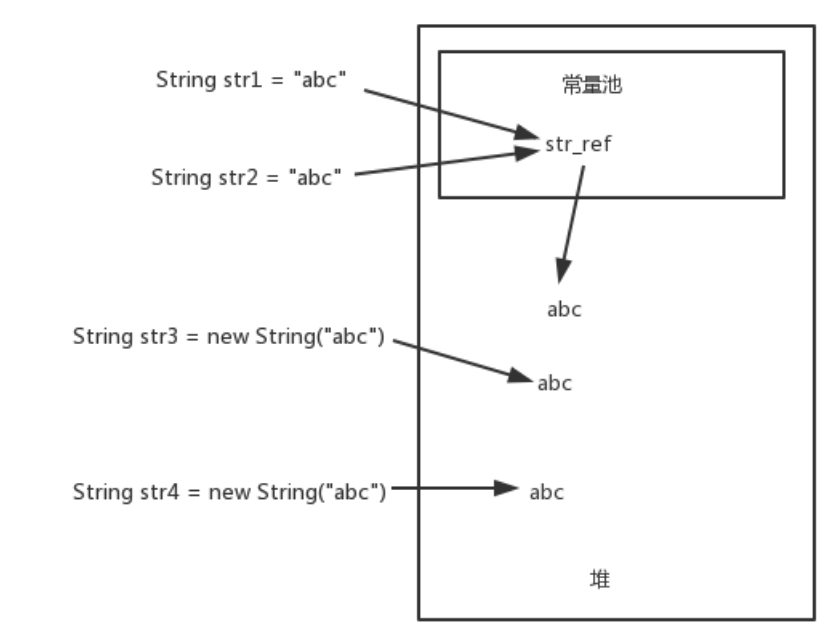 String str1 = "abc"
常量池
str_ref
String str2 = "abc"
abc
String str3 = new String("abc")
abc
String str4 = new String("abc")
abc
堆